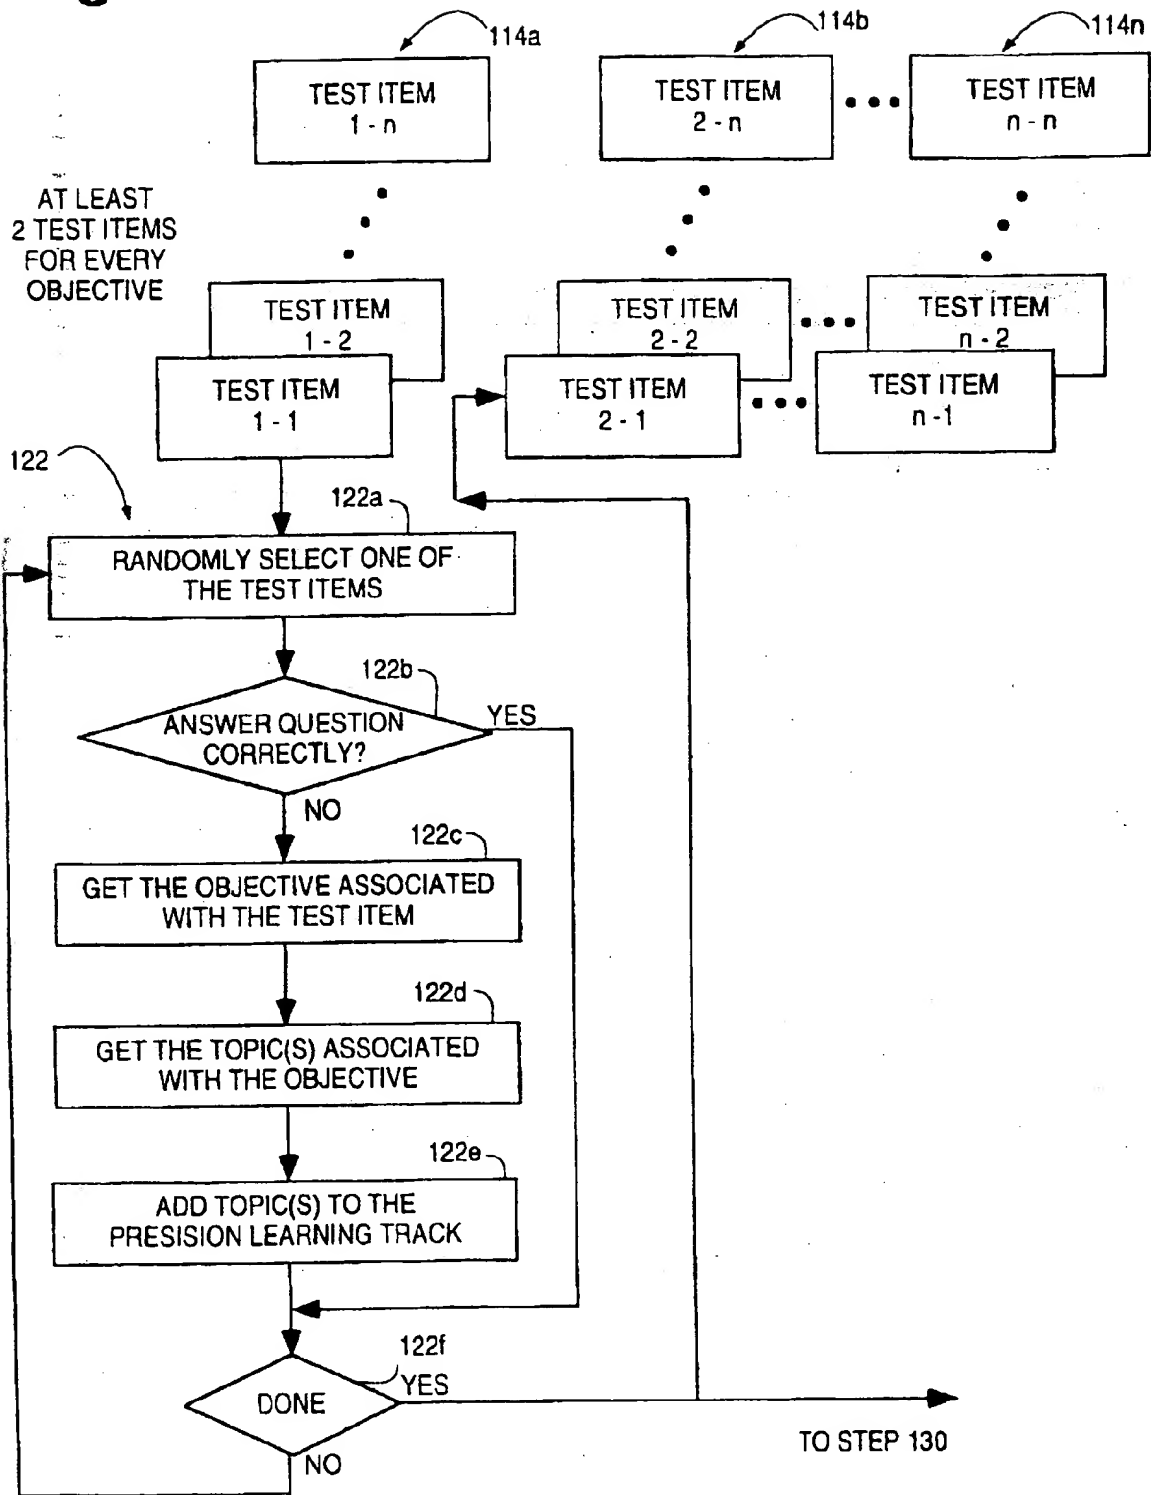 114a
114b
114n
TEST ITEM
1 - n
TEST ITEM
2 - n
TEST ITEM
n - n
AT LEAST
2 TEST ITEMS
FOR EVERY
OBJECTIVE
TEST ITEM
1 - 2
TEST ITEM
2 - 2
TEST ITEM
n - 2
TEST ITEM
1 - 1
TEST ITEM
2 - 1
TEST ITEM
n - 1
122
122a
RANDOMLY SELECT ONE OF
THE TEST ITEMS
122b
ANSWER QUESTION
CORRECTLY?
YES
NO
122c
GET THE OBJECTIVE ASSOCIATED
WITH THE TEST ITEM
122d
GET THE TOPIC(S) ASSOCIATED
WITH THE OBJECTIVE
122e
ADD TOPIC(S) TO THE
PRESISION LEARNING TRACK
122f
DONE
YES
NO
TO STEP 130